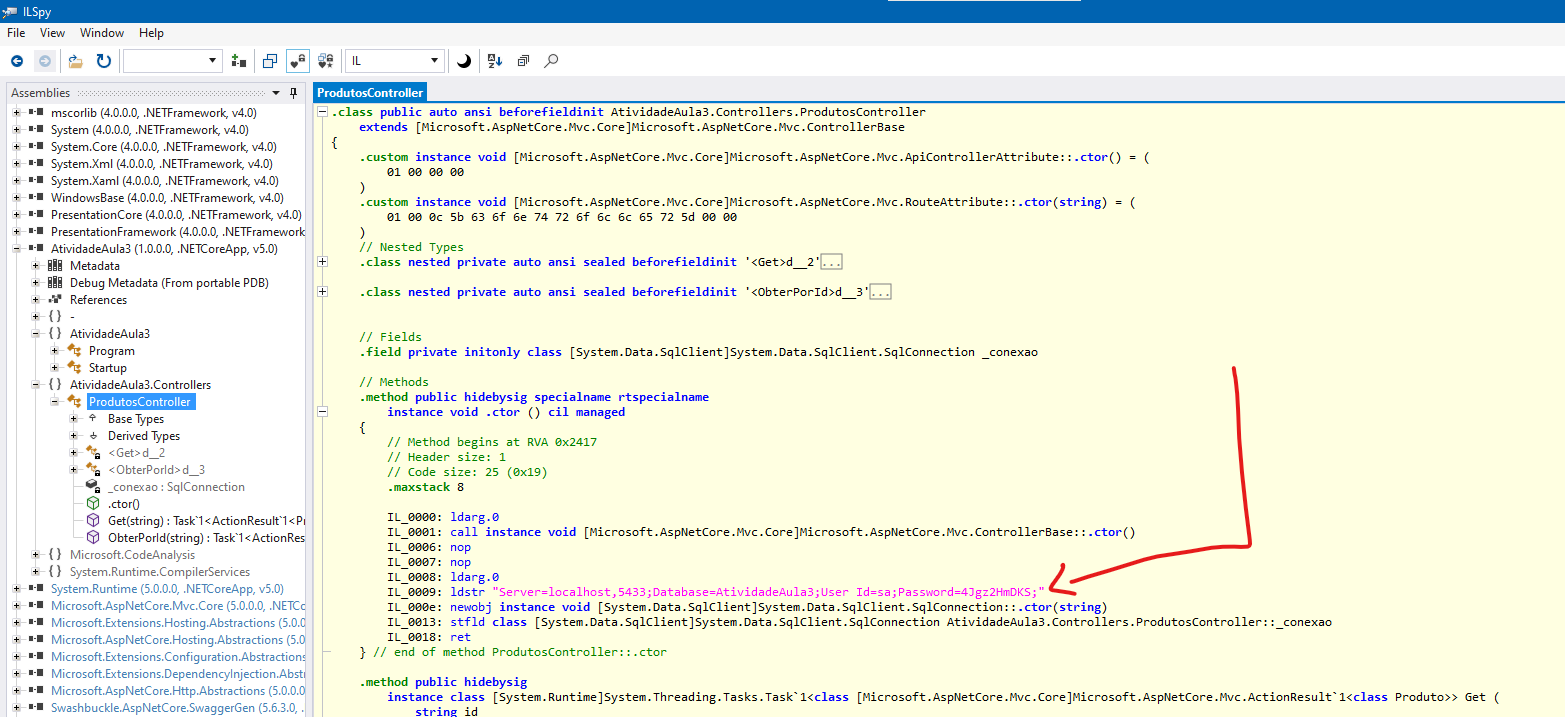 ILSpy
File View Window Help
IL
Assemblies
mscorlib (4.0.0.0, .NETFramework, v4.0)
System (4.0.0.0, .NETFramework, v4.0)
System.Core (4.0.0.0, .NETFramework, v4.0)
System.Xml (4.0.0.0, .NETFramework, v4.0)
System.Xaml (4.0.0.0, .NETFramework, v4.0)
WindowsBase (4.0.0.0, .NETFramework, v4.0)
PresentationCore (4.0.0.0, .NETFramework, v4.0)
PresentationFramework (4.0.0.0, .NETFramework
AtividadeAula3 (1.0.0.0, .NETCoreApp, v5.0)
Metadata
Debug Metadata (From portable PDB)
References
{ } -
{ } AtividadeAula3
Program
Startup
{ } AtividadeAula3.Controllers
ProdutosController
Base Types
Derived Types
<Get>d__2
<ObterPorId>d__3
_conexao : SqlConnection
.ctor()
Get(string) : Task`1<ActionResult`1<Pr
ObterPorId(string) : Task`1<ActionRes
{ } Microsoft.CodeAnalysis
{ } System.Runtime.CompilerServices
System.Runtime (5.0.0.0, .NETCoreApp, v5.0)
Microsoft.AspNetCore.Mvc.Core (5.0.0.0, .NETCo
Microsoft.Extensions.Hosting.Abstractions (5.0.0
Microsoft.AspNetCore.Hosting.Abstractions (5.0
Microsoft.Extensions.Configuration.Abstractions
Microsoft.Extensions.DependencyInjection.Abstr
Microsoft.AspNetCore.Http.Abstractions (5.0.0.0
Swashbuckle.AspNetCore.SwaggerGen (5.6.3.0, .
ProdutosController
.class public auto ansi beforefieldinit AtividadeAula3.Controllers.ProdutosController
extends [Microsoft.AspNetCore.Mvc.Core]Microsoft.AspNetCore.Mvc.ControllerBase
{
.custom instance void [Microsoft.AspNetCore.Mvc.Core]Microsoft.AspNetCore.Mvc.ApiControllerAttribute::.ctor() = (
01 00 00 00
)
.custom instance void [Microsoft.AspNetCore.Mvc.Core]Microsoft.AspNetCore.Mvc.RouteAttribute::.ctor(string) = (
01 00 0c 5b 63 6f 6e 74 72 6f 6c 6c 65 72 5d 00 00
)
// Nested Types
.class nested private auto ansi sealed beforefieldinit '<Get>d__2'...
.class nested private auto ansi sealed beforefieldinit '<ObterPorId>d__3'...
// Fields
.field private initonly class [System.Data.SqlClient]System.Data.SqlClient.SqlConnection _conexao
// Methods
.method public hidebysig specialname rtspecialname
instance void .ctor () cil managed
{
// Method begins at RVA 0x2417
// Header size: 1
// Code size: 25 (0x19)
.maxstack 8
IL_0000: ldarg.0
IL_0001: call instance void [Microsoft.AspNetCore.Mvc.Core]Microsoft.AspNetCore.Mvc.ControllerBase::.ctor()
IL_0006: nop
IL_0007: nop
IL_0008: ldarg.0
IL_0009: ldstr "Server=localhost,5433;Database=AtividadeAula3;User Id=sa;Password=4Jgz2HmDKS;"
IL_000e: newobj instance void [System.Data.SqlClient]System.Data.SqlClient.SqlConnection::.ctor(string)
IL_0013: stfld class [System.Data.SqlClient]System.Data.SqlClient.SqlConnection AtividadeAula3.Controllers.ProdutosController::_conexao
IL_0018: ret
} // end of method ProdutosController::.ctor
.method public hidebysig
instance class [System.Runtime]System.Threading.Tasks.Task`1<class [Microsoft.AspNetCore.Mvc.Core]Microsoft.AspNetCore.Mvc.ActionResult`1<class Produto>> Get (
string id